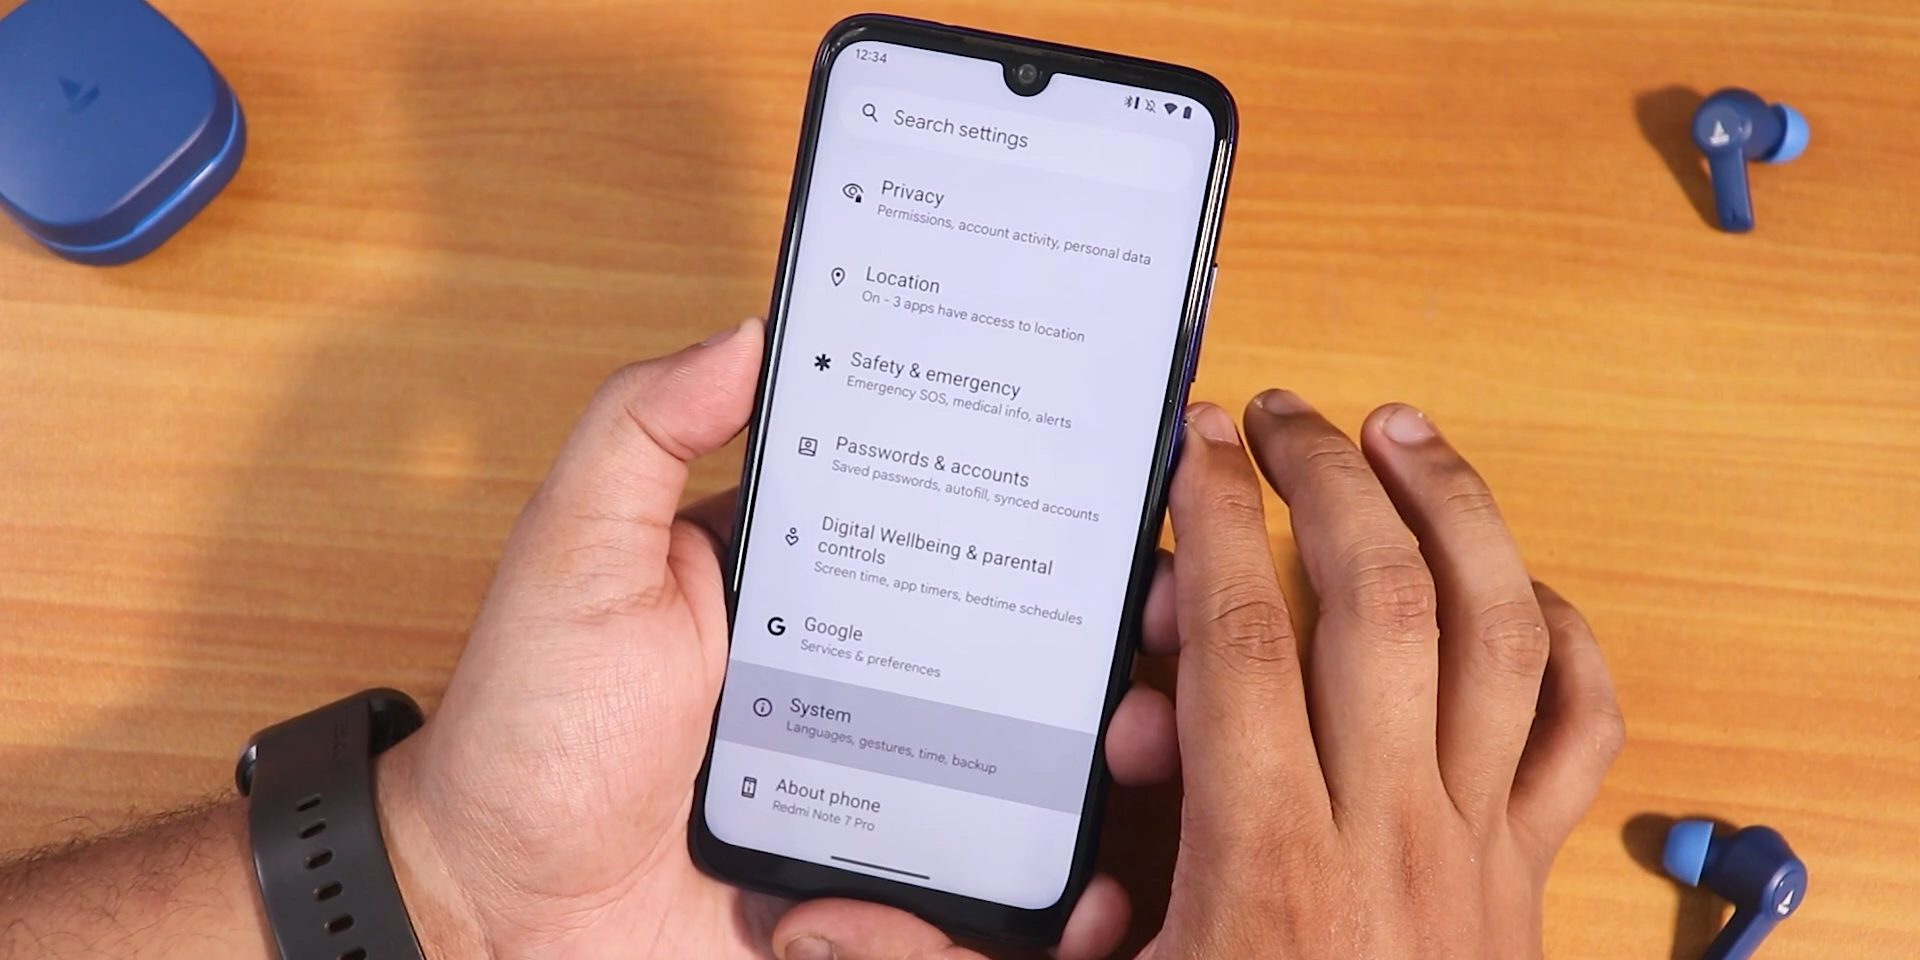 12:34
Search settings
Privacy
Permissions, account activity, personal data
Location
On - 3 apps have access to location
Safety & emergency
Emergency SOS, medical info, alerts
Passwords & accounts
Saved passwords, autofill, synced accounts
Digital Wellbeing & parental
controls
Screen time, app timers, bedtime schedules
Google
Services & preferences
System
Languages, gestures, time, backup
About phone
Redmi Note 7 Pro